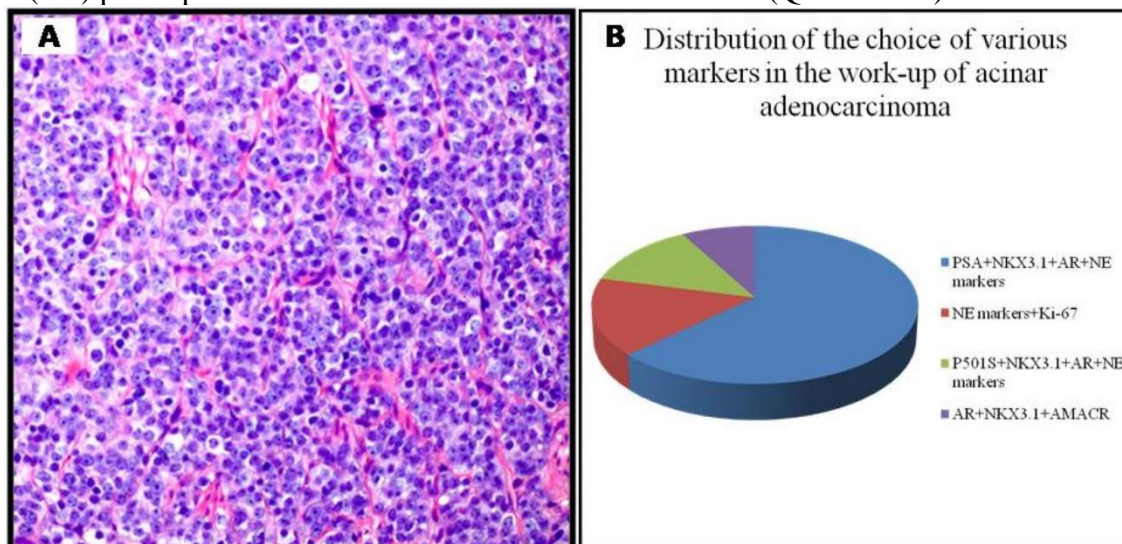 A
B Distribution of the choice of various
markers in the work-up of acinar
adenocarcinoma
PSA+NKX3.1+AR+NE
markers
NE markers+Ki-67
P501S+NKX3.1+AR+NE
markers
AR+NKX3.1+AMACR